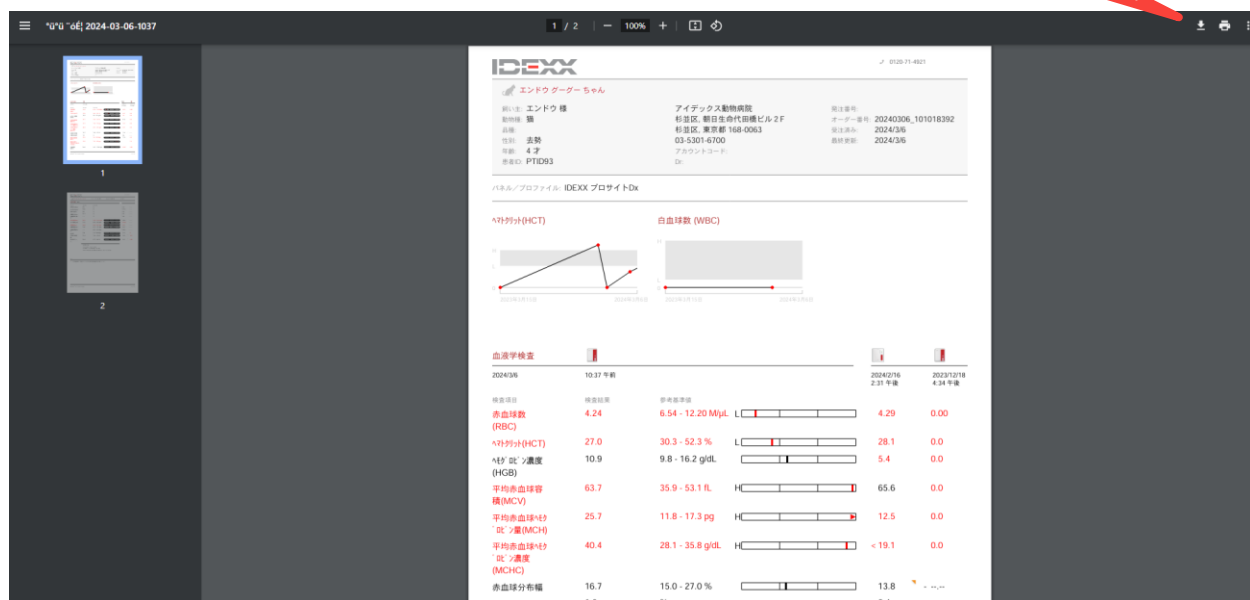 "ü"ü ¨óÉ¦ 2024-03-06-1037
1 / 2
100%
1
2
IDEXX
0120-71-4921
エンドウ グーグー ちゃん
飼い主: エンドウ 様
動物種: 猫
品種:
性別: 去勢
年齢: 4 才
患者ID: PTID93
アイデックス動物病院
杉並区, 朝日生命代田橋ビル 2 F
杉並区, 東京都 168-0063
03-5301-6700
アカウントコード:
Dr:
発注番号:
オーダー番号: 20240306_101018392
受注済み: 2024/3/6
最終更新: 2024/3/6
パネル／プロファイル: IDEXX プロサイトDx
ﾍﾏﾄｸﾘｯﾄ(HCT)
白血球数 (WBC)
血液学検査
2024/3/6 10:37 午前
2024/2/16 2:31 午後
2023/12/18 4:34 午後
検査項目 検査結果 参考基準値
赤血球数 (RBC) 4.24 6.54 - 12.20 M/µL L 4.29 0.00
ﾍﾏﾄｸﾘｯﾄ(HCT) 27.0 30.3 - 52.3 % L 28.1 0.0
ﾍﾓｸﾞﾛﾋﾞﾝ濃度 (HGB) 10.9 9.8 - 16.2 g/dL 5.4 0.0
平均赤血球容積(MCV) 63.7 35.9 - 53.1 fL H 65.6 0.0
平均赤血球ﾍﾓｸﾞﾛﾋﾞﾝ量(MCH) 25.7 11.8 - 17.3 pg H 12.5 0.0
平均赤血球ﾍﾓｸﾞﾛﾋﾞﾝ濃度 (MCHC) 40.4 28.1 - 35.8 g/dL H < 19.1 0.0
赤血球分布幅 16.7 15.0 - 27.0 % 13.8 - --.--